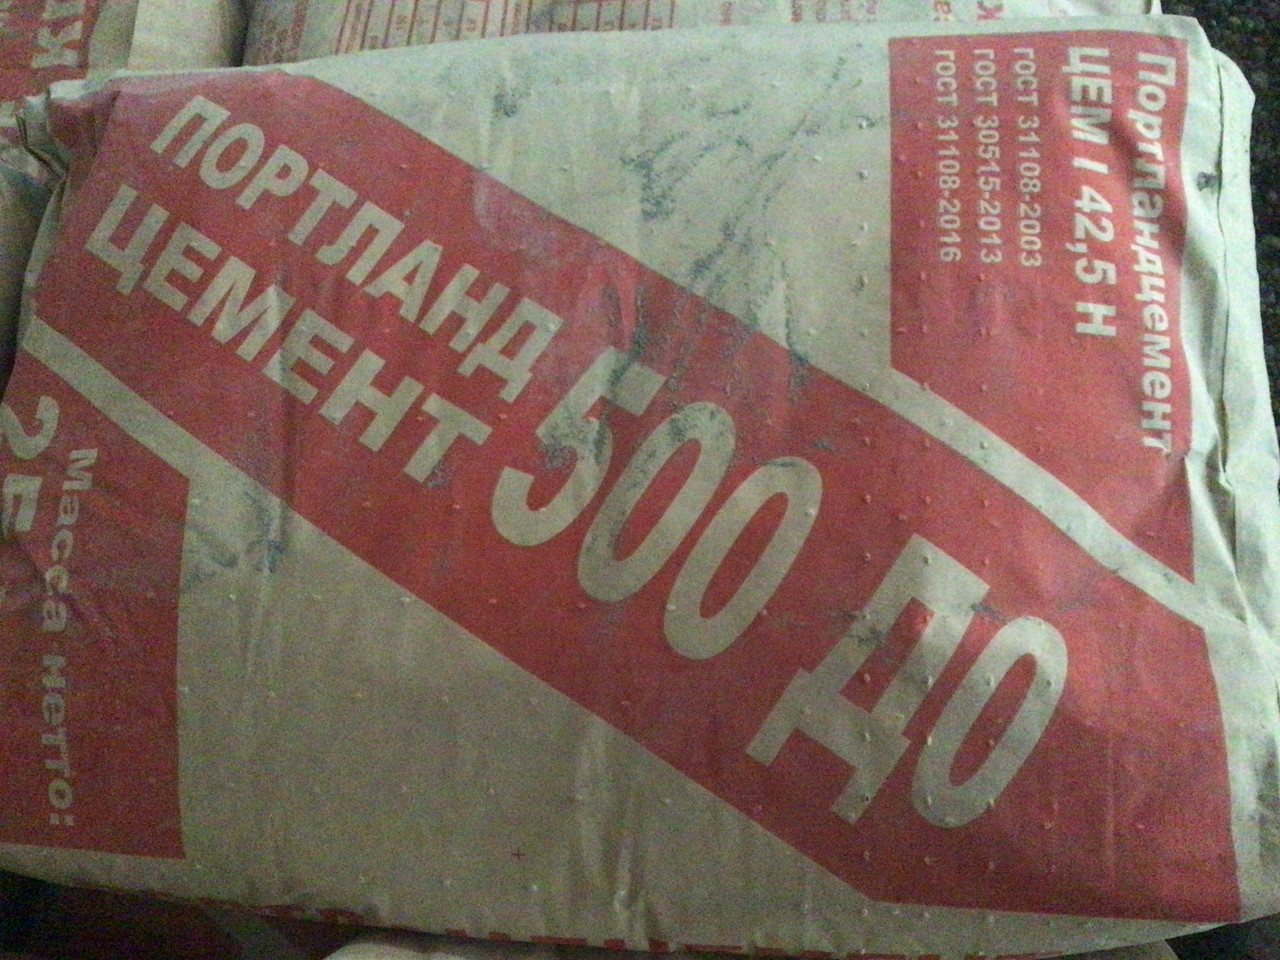 ПОРТЛАНД
ЦЕМЕНТ
500 Д0
Портландцемент
ЦЕМ I 42,5 Н
ГОСТ 31108-2003
ГОСТ 30515-2013
ГОСТ 31108-2016
Масса нетто:
25